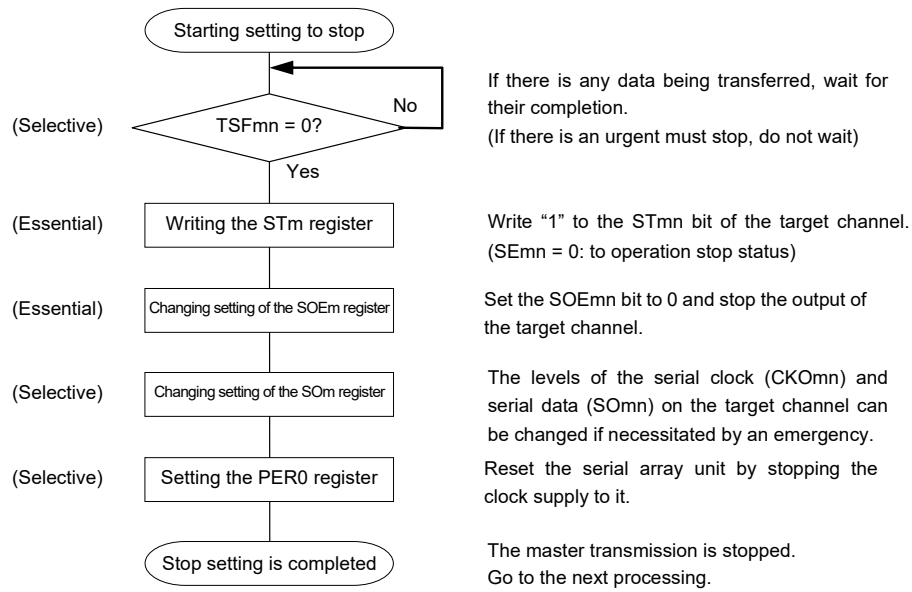 Starting setting to stop
No
If there is any data being transferred, wait for
their completion.
(If there is an urgent must stop, do not wait)
(Selective)
TSFmn = 0?
Yes
(Essential)
Writing the STm register
Write “1” to the STmn bit of the target channel.
(SEmn = 0: to operation stop status)
(Essential)
Changing setting of the SOEm register
Set the SOEmn bit to 0 and stop the output of
the target channel.
(Selective)
Changing setting of the SOm register
The levels of the serial clock (CKOmn) and
serial data (SOmn) on the target channel can
be changed if necessitated by an emergency.
(Selective)
Setting the PER0 register
Reset the serial array unit by stopping the
clock supply to it.
Stop setting is completed
The master transmission is stopped.
Go to the next processing.